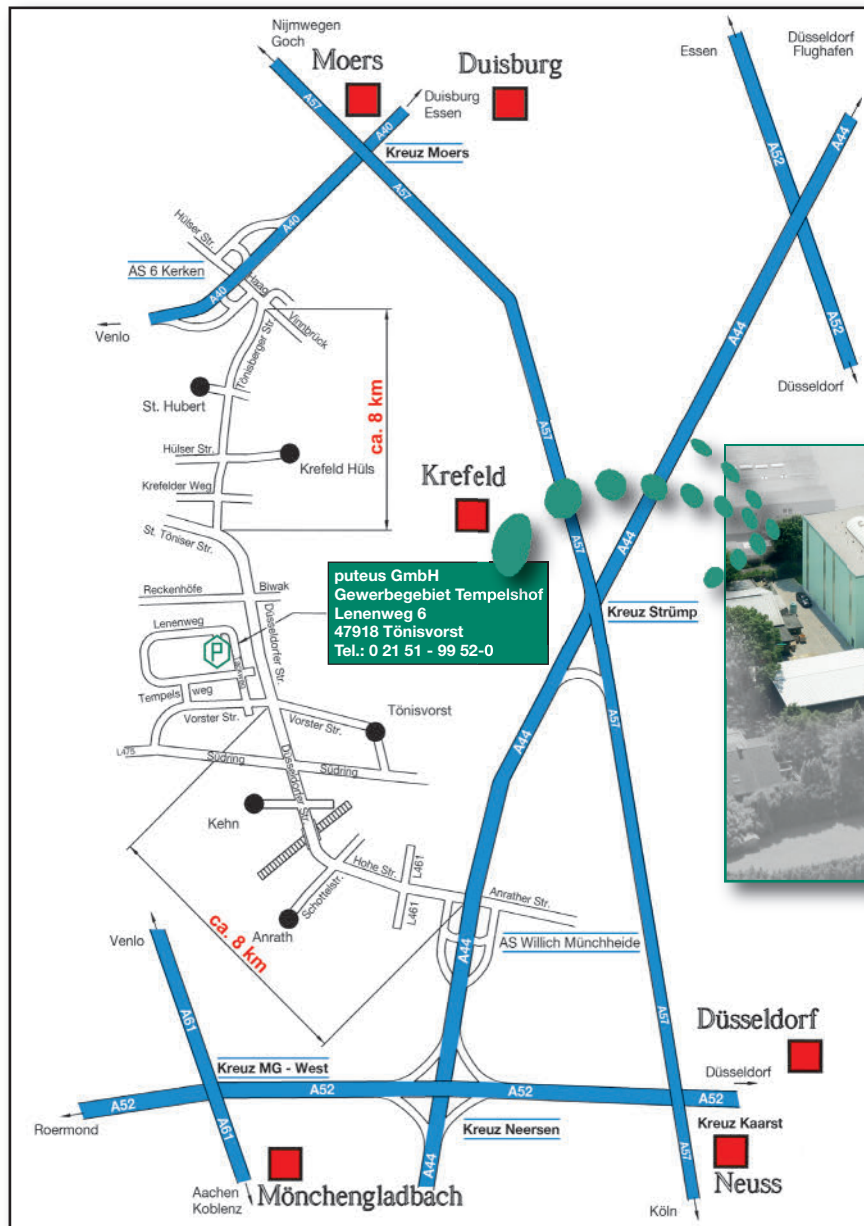 Nijmwegen
Goch
Moers
Duisburg
Essen
Düsseldorf
Flughafen
A57
A40
Duisburg
Essen
Kreuz Moers
A52
A44
A57
Hülser Str.
A40
AS 6 Kerken
Haag
A40
Vinnbrück
Venlo
Tönisberger Str.
A44
A52
St. Hubert
ca. 8 km
Düsseldorf
Hülser Str.
Krefeld Hüls
A57
Krefelder Weg
Krefeld
St. Töniser Str.
A44
A57
puteus GmbH
Gewerbegebiet Tempelshof
Lenenweg 6
47918 Tönisvorst
Tel.: 0 21 51 - 99 52-0
Reckenhöfe
Biwak
Kreuz Strümp
Lenenweg
P
Düsseldorfer Str.
Tempels
weg
Vorster Str.
Vorster Str.
Tönisvorst
A57
A44
L475
Südring
Südring
Düsseldorfer Str.
Kehn
Hohe Str.
L461
Schottelstr.
L461
Anrather Str.
Anrath
ca. 8 km
A44
AS Willich Münchheide
Venlo
A61
A57
Düsseldorf
Kreuz MG - West
Düsseldorf
A52
A52
A52
A52
Roermond
A61
Kreuz Neersen
Kreuz Kaarst
A44
A57
Aachen
Koblenz
Mönchengladbach
Neuss
Köln